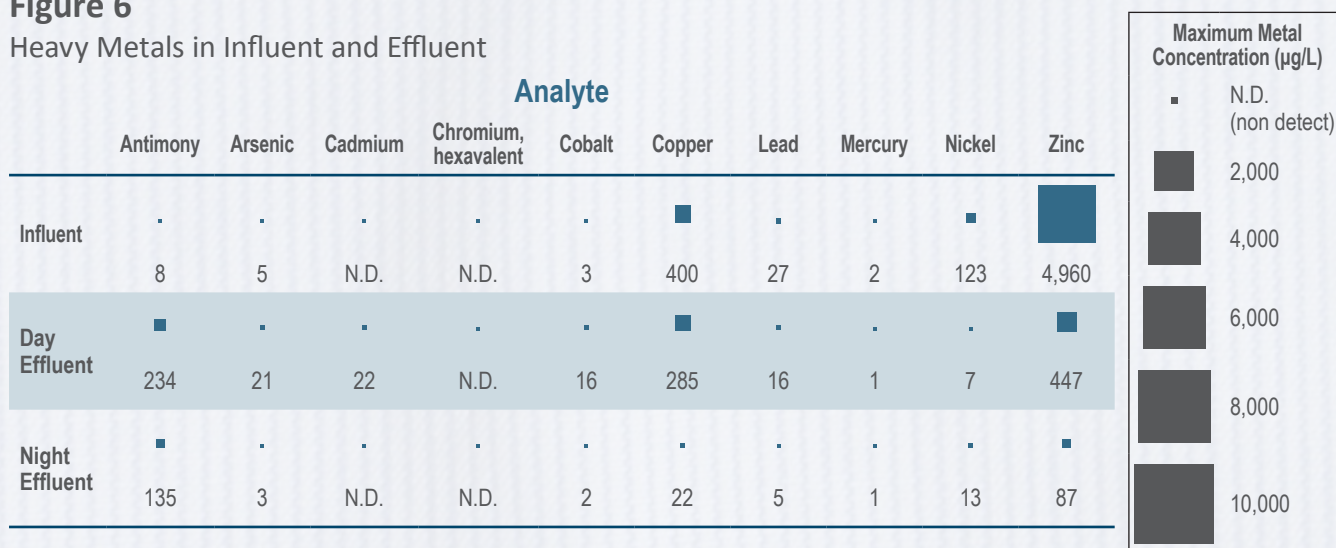 Figure 6
Heavy Metals in Influent and Effluent
Analyte
Antimony Arsenic Cadmium Chromium, hexavalent Cobalt Copper Lead Mercury Nickel Zinc
Influent
8 5 N.D. N.D. 3 400 27 2 123 4,960
Day
Effluent
234 21 22 N.D. 16 285 16 1 7 447
Night
Effluent
135 3 N.D. N.D. 2 22 5 1 13 87
Maximum Metal
Concentration (µg/L)
N.D.
(non detect)
2,000
4,000
6,000
8,000
10,000